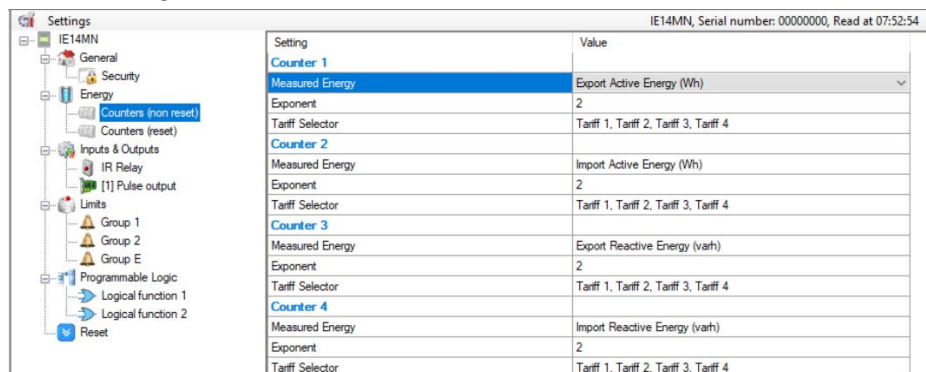 Settings
IE14MN, Serial number: 00000000, Read at 07:52:54
IE14MN
General
Security
Energy
Counters (non reset)
Counters (reset)
Inputs & Outputs
IR Relay
[1] Pulse output
Limits
Group 1
Group 2
Group E
Programmable Logic
Logical function 1
Logical function 2
Reset
Setting Value
Counter 1
Measured Energy Export Active Energy (Wh)
Exponent 2
Tariff Selector Tariff 1, Tariff 2, Tariff 3, Tariff 4
Counter 2
Measured Energy Import Active Energy (Wh)
Exponent 2
Tariff Selector Tariff 1, Tariff 2, Tariff 3, Tariff 4
Counter 3
Measured Energy Export Reactive Energy (varh)
Exponent 2
Tariff Selector Tariff 1, Tariff 2, Tariff 3, Tariff 4
Counter 4
Measured Energy Import Reactive Energy (varh)
Exponent 2
Tariff Selector Tariff 1, Tariff 2, Tariff 3, Tariff 4